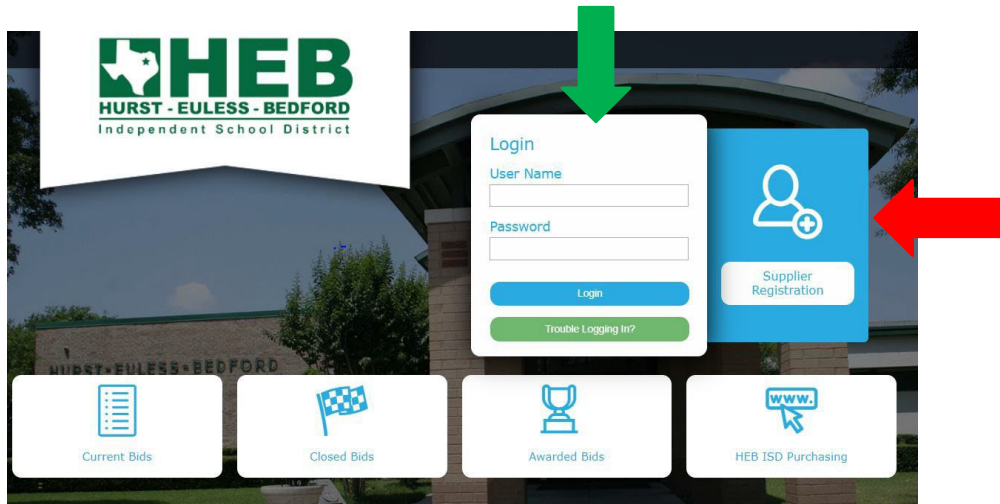 HEB
HURST - EULESS - BEDFORD
Independent School District
Login
User Name
Password
Login
Trouble Logging In?
Supplier
Registration
HURST-EULESS-BEDFORD
Current Bids
Closed Bids
Awarded Bids
www.
HEB ISD Purchasing